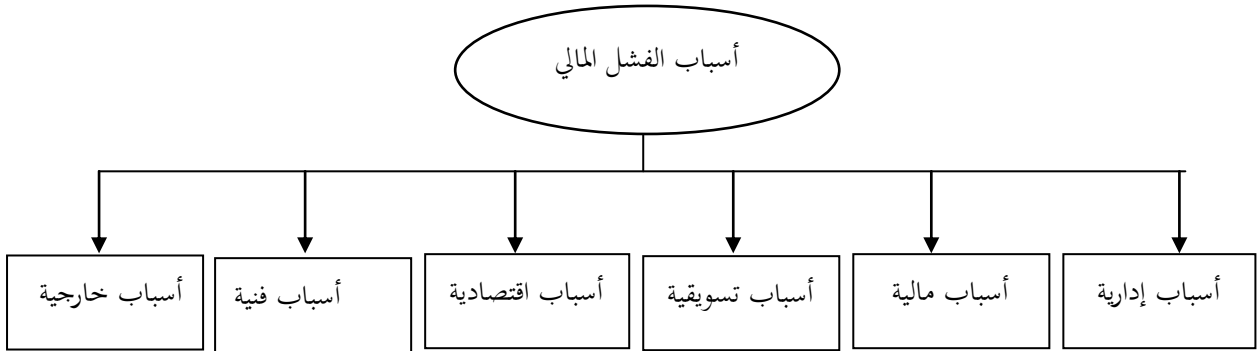 أسباب الفشل المالي
أسباب إدارية
أسباب مالية
أسباب تسويقية
أسباب اقتصادية
أسباب فنية
أسباب خارجية